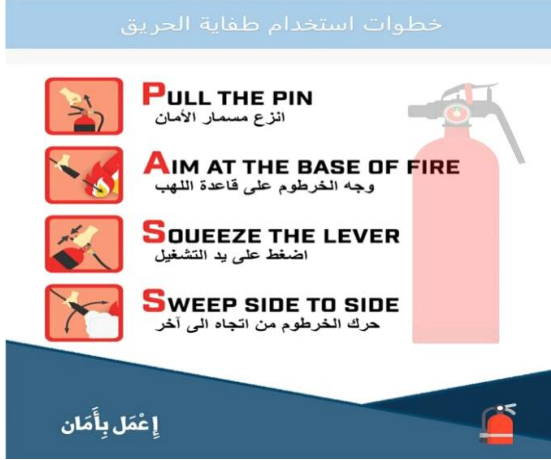 خطوات استخدام طفاية الحريق
PULL THE PIN
انزع مسمار الأمان
AIM AT THE BASE OF FIRE
وجه الخرطوم على قاعدة اللهب
SQUEEZE THE LEVER
اضغط على يد التشغيل
SWEEP SIDE TO SIDE
حرك الخرطوم من اتجاه الى آخر
إِعْمَل بِأَمَان